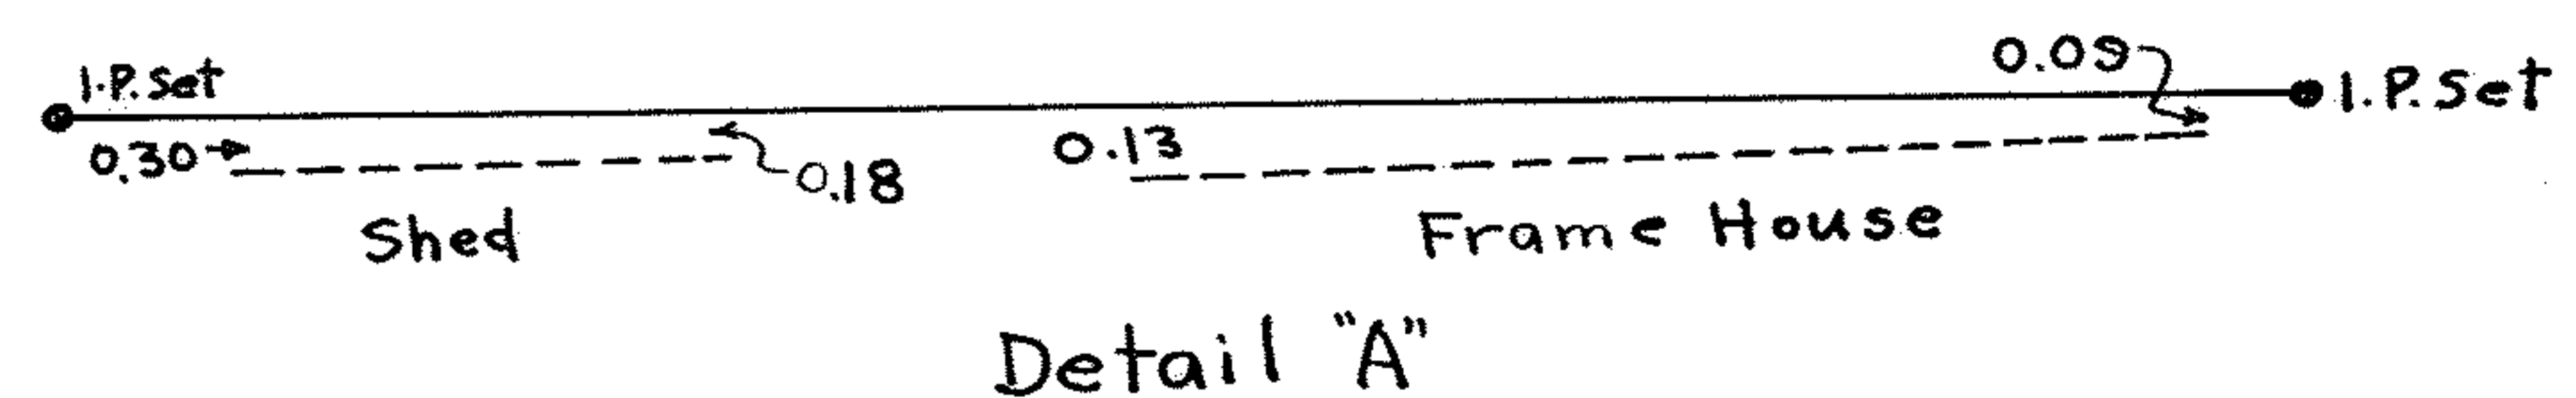 I.P. Set
0.09
I.P. Set
0.30
0.18
0.13
Shed
Frame House
Detail "A"